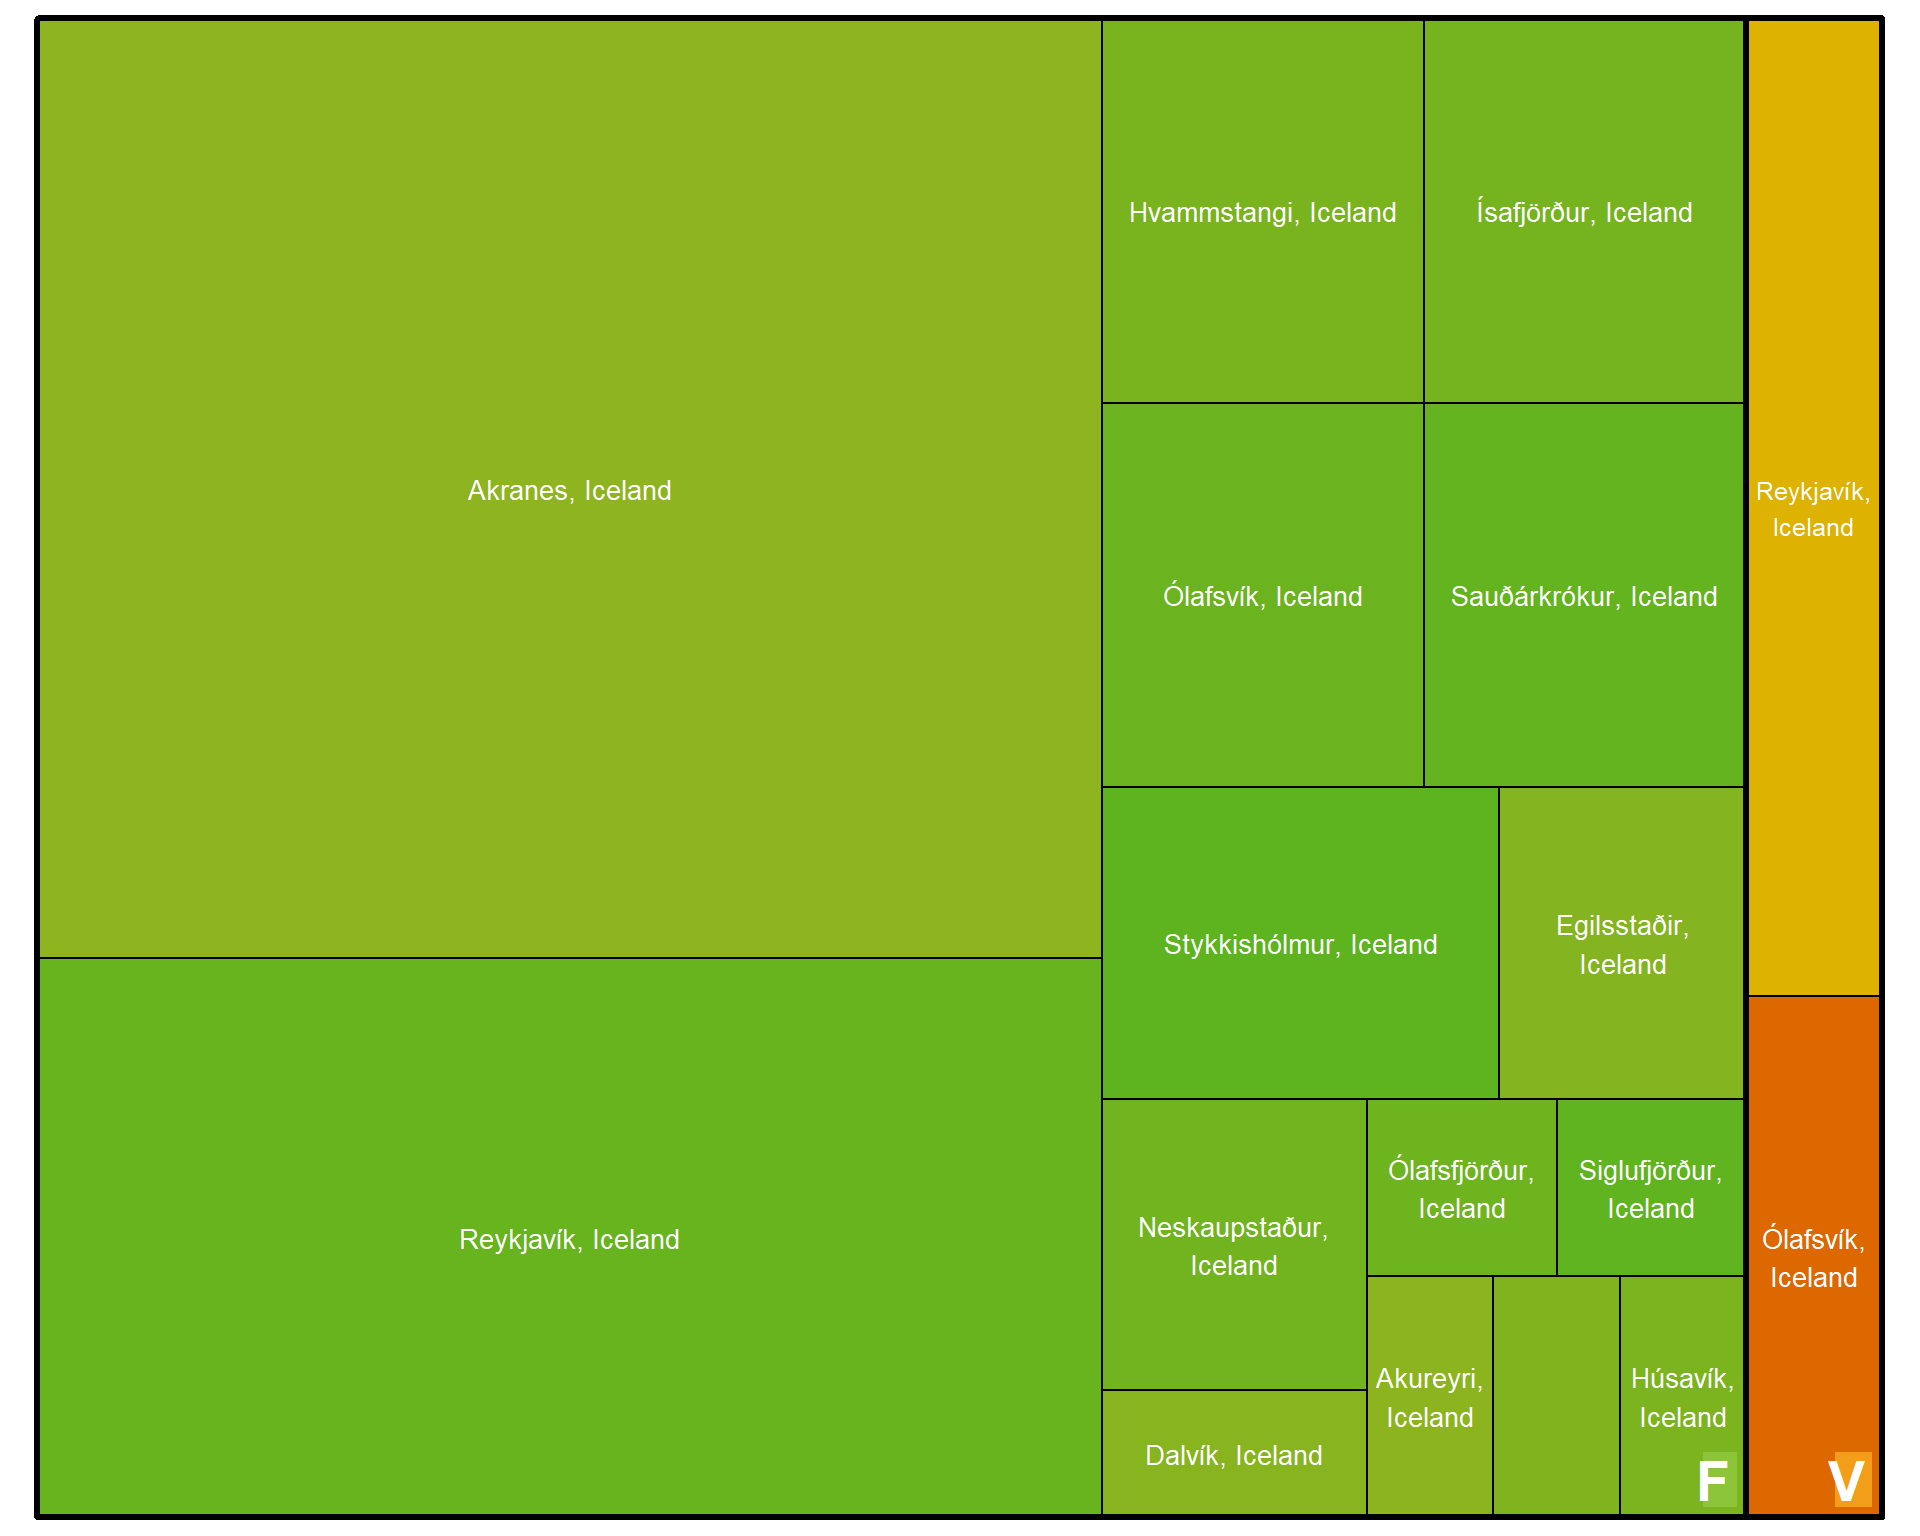 Akranes, Iceland
Reykjavík, Iceland
Hvammstangi, Iceland
Ísafjörður, Iceland
Ólafsvík, Iceland
Sauðárkrókur, Iceland
Stykkishólmur, Iceland
Egilsstaðir,
Iceland
Neskaupstaður,
Iceland
Ólafsfjörður,
Iceland
Siglufjörður,
Iceland
Dalvík, Iceland
Akureyri,
Iceland
Húsavík,
Iceland
F
Reykjavík,
Iceland
Ólafsvík,
Iceland
V